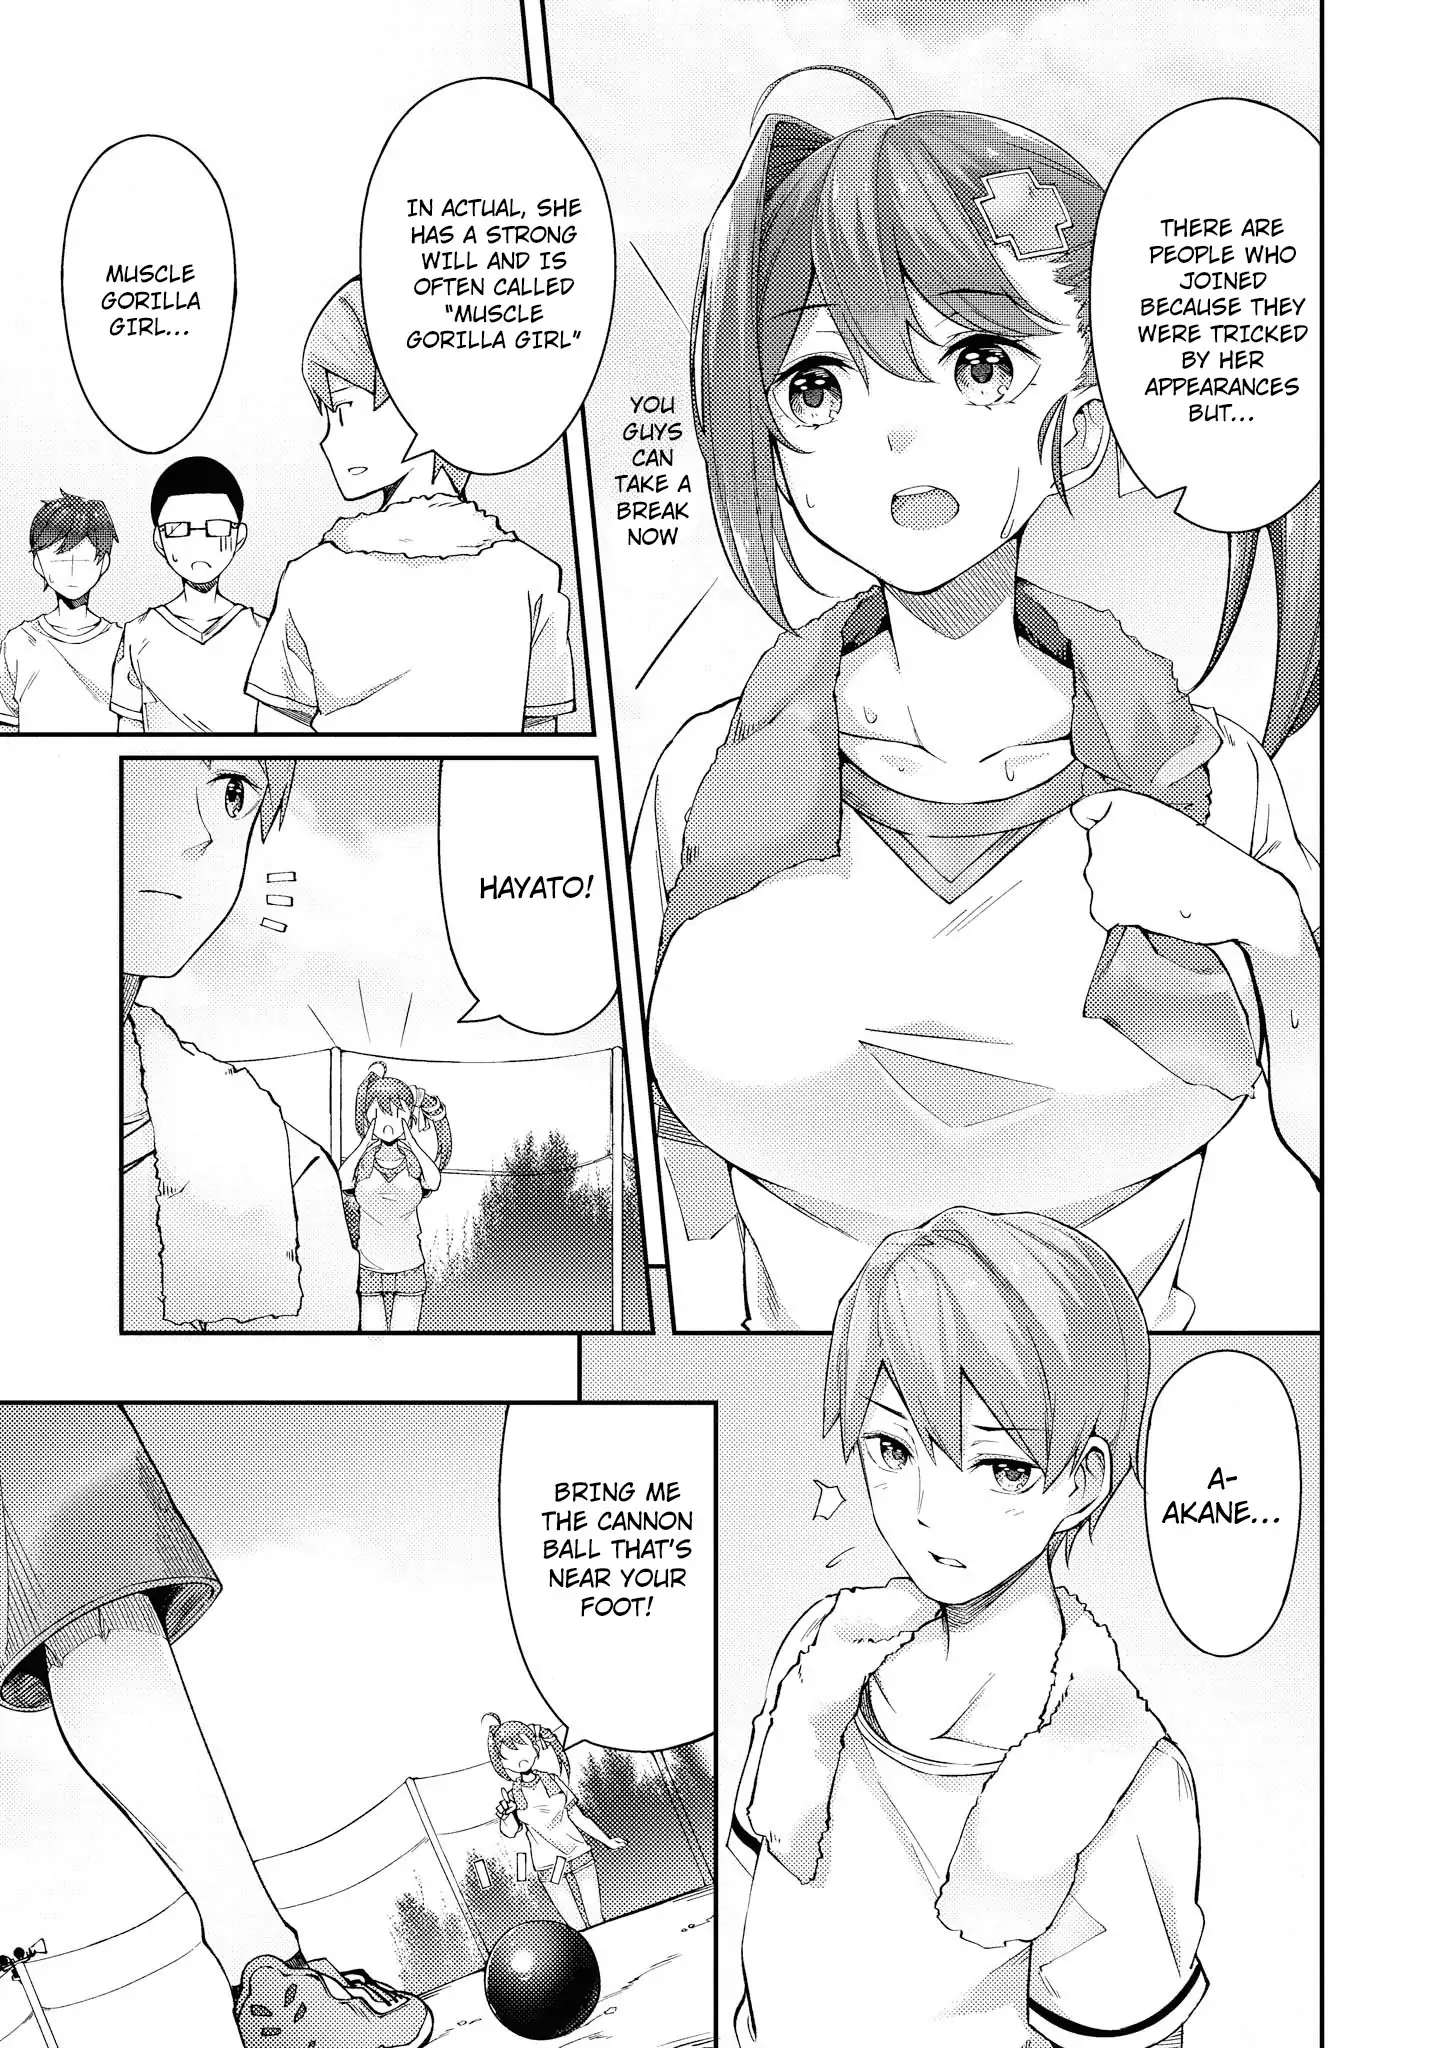 THERE ARE
PEOPLE WHO
JOINED
BECAUSE THEY
WERE TRICKED
BY HER
APPEARANCES
BUT...
YOU
GUYS
CAN
TAKE A
BREAK
NOW
IN ACTUAL, SHE
HAS A STRONG
WILL AND IS
OFTEN CALLED
"MUSCLE
GORILLA GIRL"
MUSCLE
GORILLA
GIRL...
HAYATO!
A-
AKANE...
BRING ME
THE CANNON
BALL THAT'S
NEAR YOUR
FOOT!